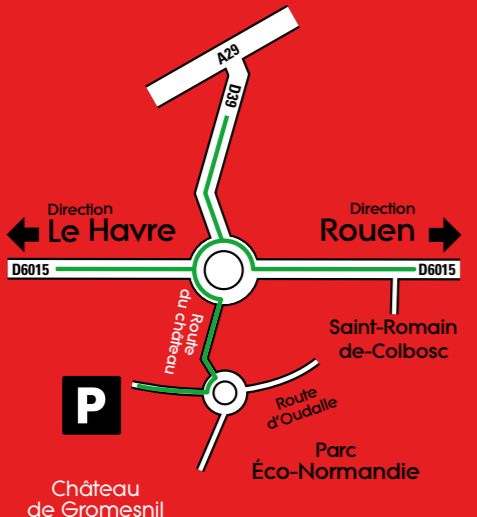 A29
D39
Direction
Le Havre
Direction
Rouen
D6015
D6015
Route
du château
Saint-Romain
de-Colbosc
P
Route
d'Oudalle
Parc
Éco-Normandie
Château
de Gromesnil